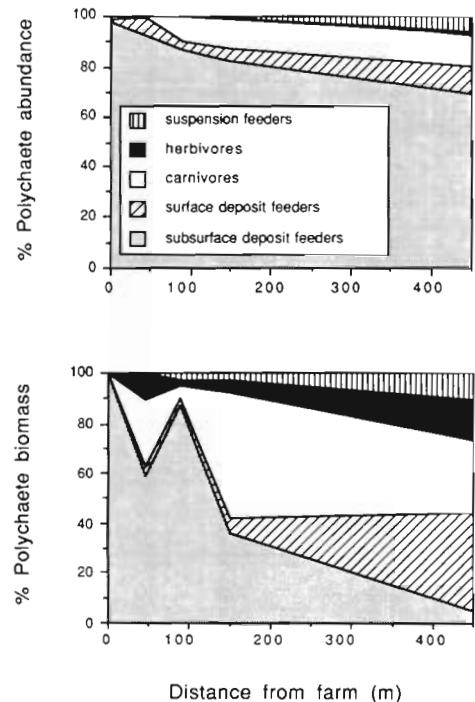 % Polychaete abundance
100
80
60
40
20
0
suspension feeders
herbivores
carnivores
surface deposit feeders
subsurface deposit feeders
0 100 200 300 400
% Polychaete biomass
100
80
60
40
20
0
0 100 200 300 400
Distance from farm (m)